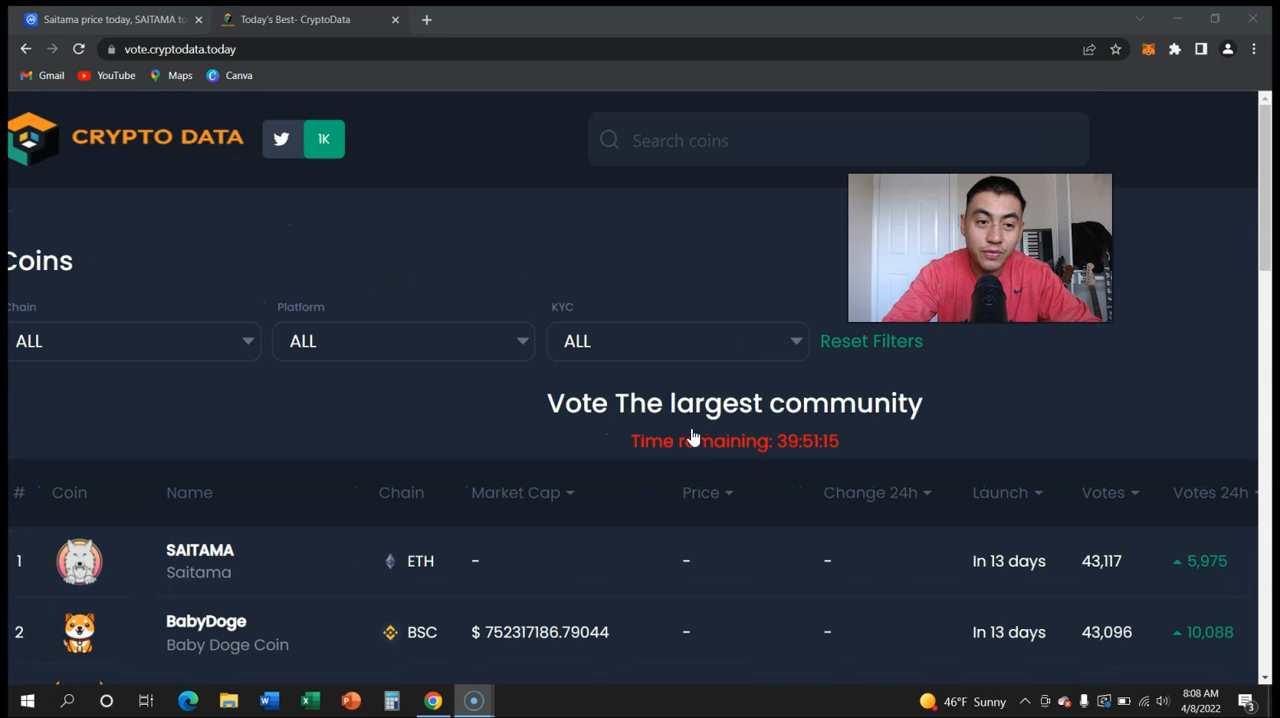 Saitama price today, SAITAMA to
Today's Best- CryptoData
vote.cryptodata.today
Gmail
YouTube
Maps
Canva
CRYPTO DATA
1K
Search coins
Coins
Chain
Platform
KYC
ALL
ALL
ALL
Reset Filters
Vote The largest community
Time remaining: 39:51:15
# Coin Name Chain Market Cap Price Change 24h Launch Votes Votes 24h
1 SAITAMA ETH - - - In 13 days 43,117 5,975
Saitama
2 BabyDoge BSC $ 752317186.79044 - - In 13 days 43,096 10,088
Baby Doge Coin
46°F Sunny
8:08 AM
4/8/2022
3